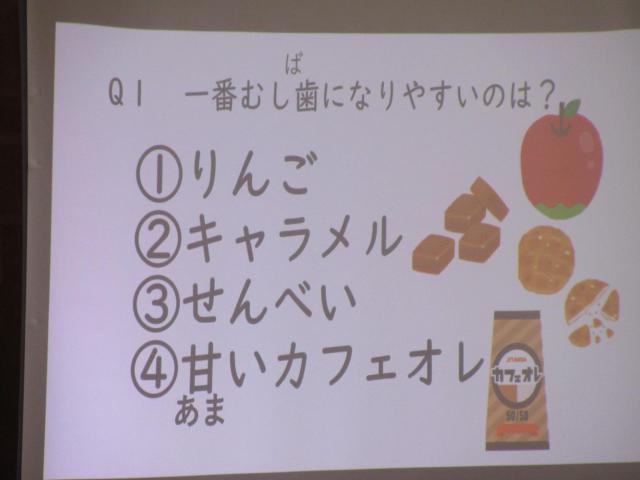 ば
Q1 一番むし歯になりやすいのは？
①りんご
②キャラメル
③せんべい
④甘いカフェオレ
あま
カフェオレ
50/50